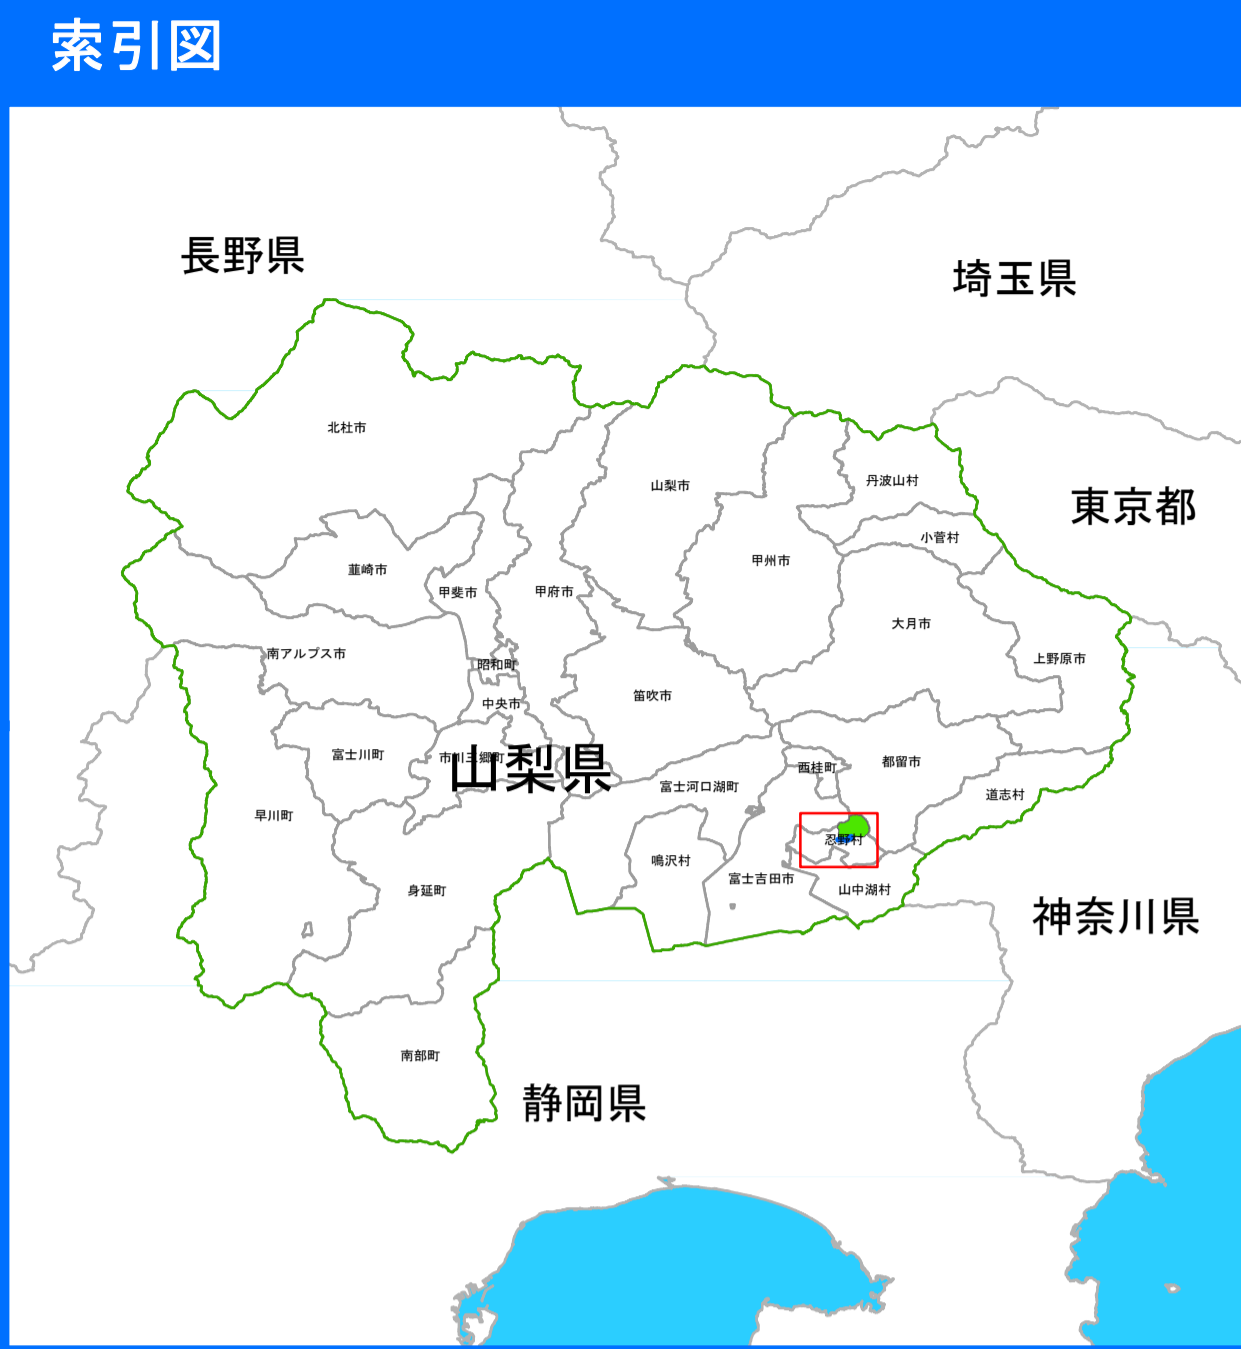 索引図
長野県
埼玉県
北杜市
山梨市
丹波山村
東京都
小菅村
韮崎市
甲州市
甲斐市
甲府市
大月市
南アルプス市
昭和町
上野原市
笛吹市
中央市
富士川町
市川三郷町
山梨県
西桂町
都留市
富士河口湖町
道志村
早川町
忍野村
鳴沢村
富士吉田市
身延町
山中湖村
神奈川県
南部町
静岡県